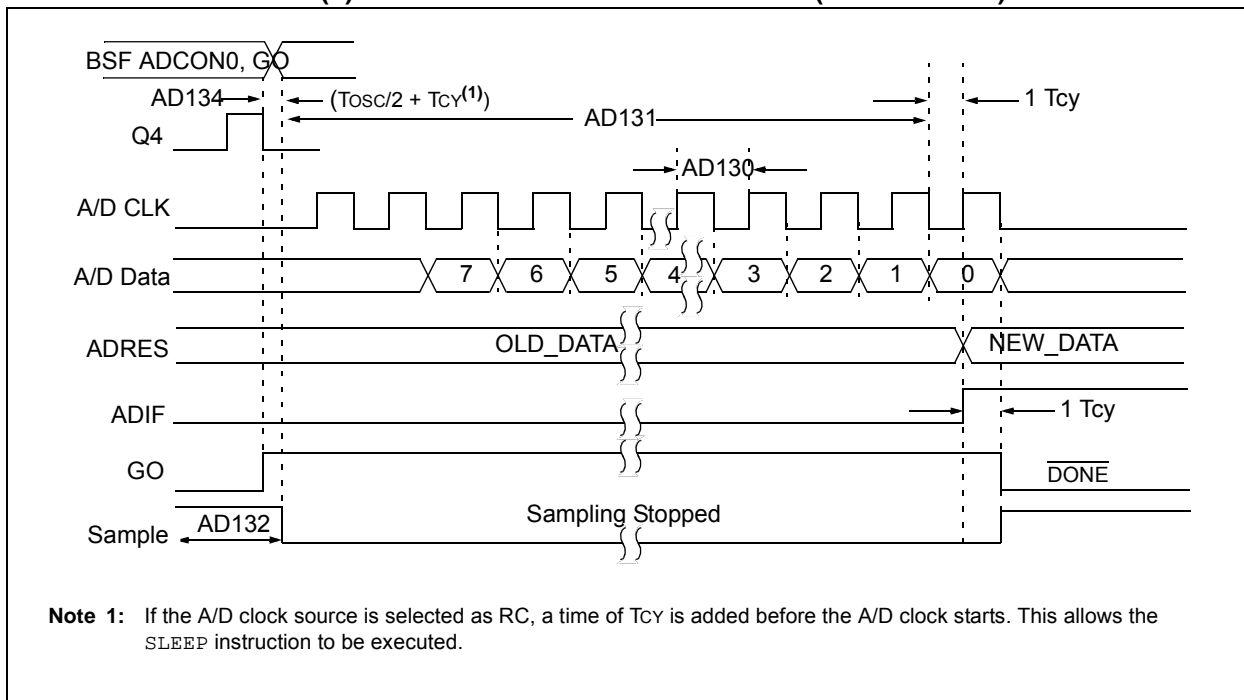 BSF ADCON0, GO
AD134
(TOSC/2 + TCY(1))
1 Tcy
AD131
Q4
AD130
A/D CLK
A/D Data
7 6 5 4 3 2 1 0
ADRES
OLD_DATA
NEW_DATA
ADIF
1 Tcy
GO
DONE
Sample
AD132
Sampling Stopped
Note 1: If the A/D clock source is selected as RC, a time of TCY is added before the A/D clock starts. This allows the
SLEEP instruction to be executed.